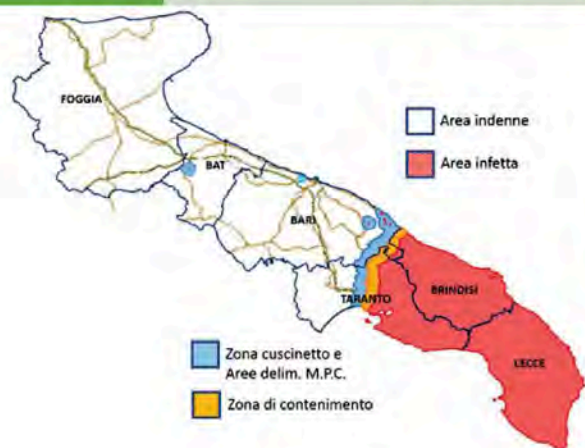 FOGGIA
BAT
BARI
TARANTO
BRINDISI
LECCE
Area indenne
Area infetta
Zona cuscinetto e
Aree delim. M.P.C.
Zona di contenimento